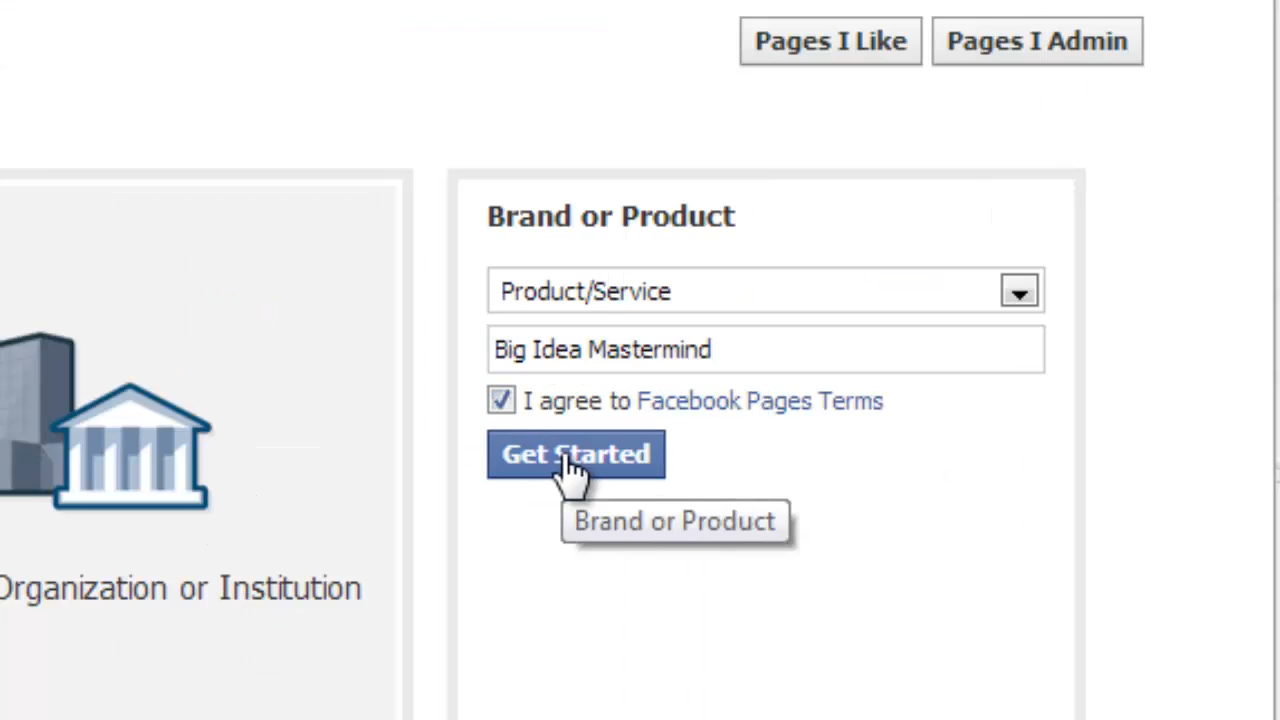 Pages I Like
Pages I Admin
Brand or Product
Product/Service
Big Idea Mastermind
I agree to Facebook Pages Terms
Get Started
Brand or Product
Organization or Institution